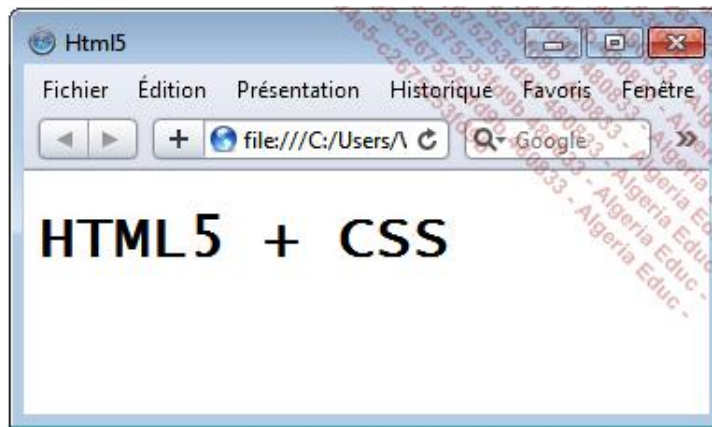 Html5
Fichier Édition Présentation Historique Favoris Fenêtre
file:///C:/Users/\ Google
HTML5 + CSS